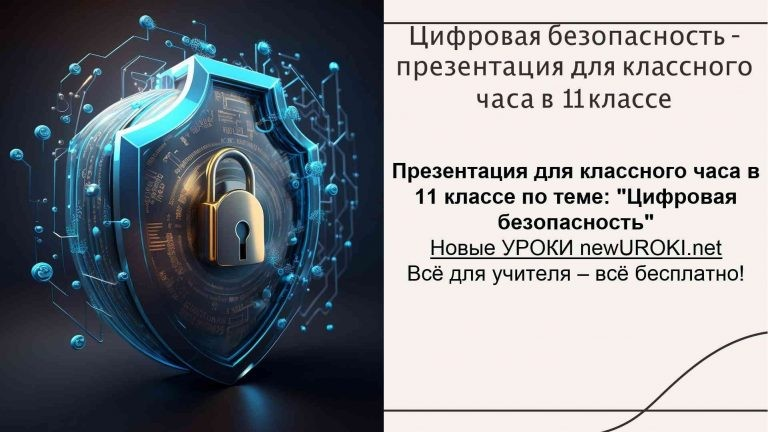 Цифровая безопасность -
презентация для классного
часа в 11 классе
Презентация для классного часа в
11 классе по теме: "Цифровая
безопасность"
Новые УРОКИ newUROKI.net
Всё для учителя – всё бесплатно!